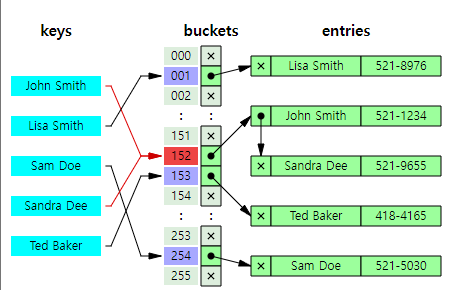 keys buckets entries
000 ×
001 × Lisa Smith 521-8976
John Smith
002 ×
: :
Lisa Smith × John Smith 521-1234
151 ×
152
Sam Doe × Sandra Dee 521-9655
153
154 ×
Sandra Dee
: : × Ted Baker 418-4165
Ted Baker 253 ×
254 × Sam Doe 521-5030
255 ×